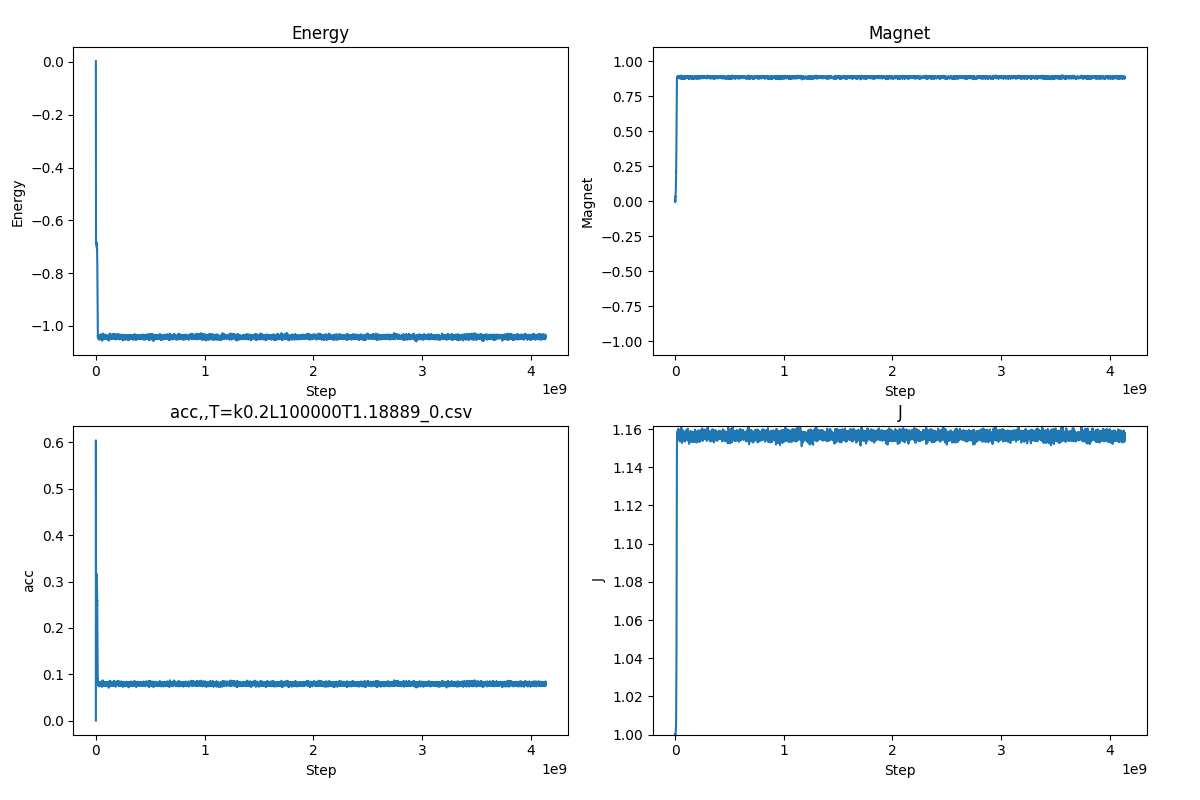 Energy
Magnet
0.0
−0.2
−0.4
−0.6
−0.8
−1.0
Energy
0 1 2 3 4
1e9
Step
1.00
0.75
0.50
0.25
0.00
−0.25
−0.50
−0.75
−1.00
Magnet
0 1 2 3 4
1e9
Step
acc,,T=k0.2L100000T1.18889_0.csv
0.6
0.5
0.4
0.3
0.2
0.1
0.0
acc
0 1 2 3 4
1e9
Step
J
1.16
1.14
1.12
1.10
1.08
1.06
1.04
1.02
1.00
J
0 1 2 3 4
1e9
Step